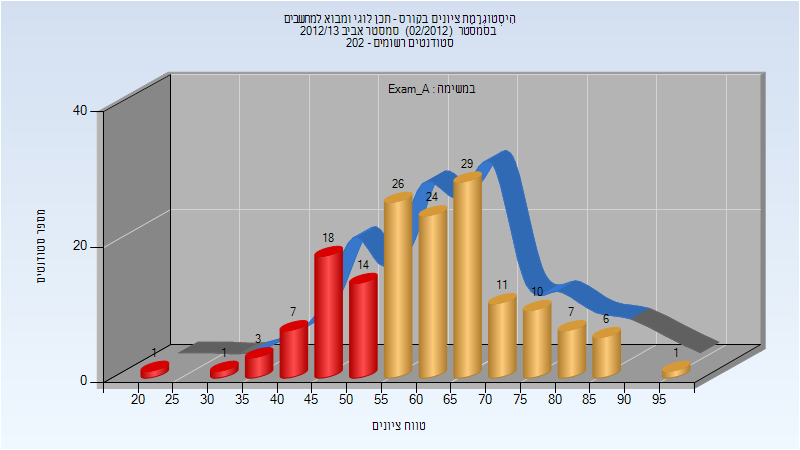 היסטוגרמת ציונים בקורס - תכן לוגי ומבוא למחשבים
בסמסטר (02/2012) סמסטר אביב 2012/13
סטודנטים רשומים - 202
במשימה : Exam_A
מספר סטודנטים
40
20
0
1
1
3
7
18
14
26
24
29
11
10
7
6
1
20 25 30 35 40 45 50 55 60 65 70 75 80 85 90 95
טווח ציונים